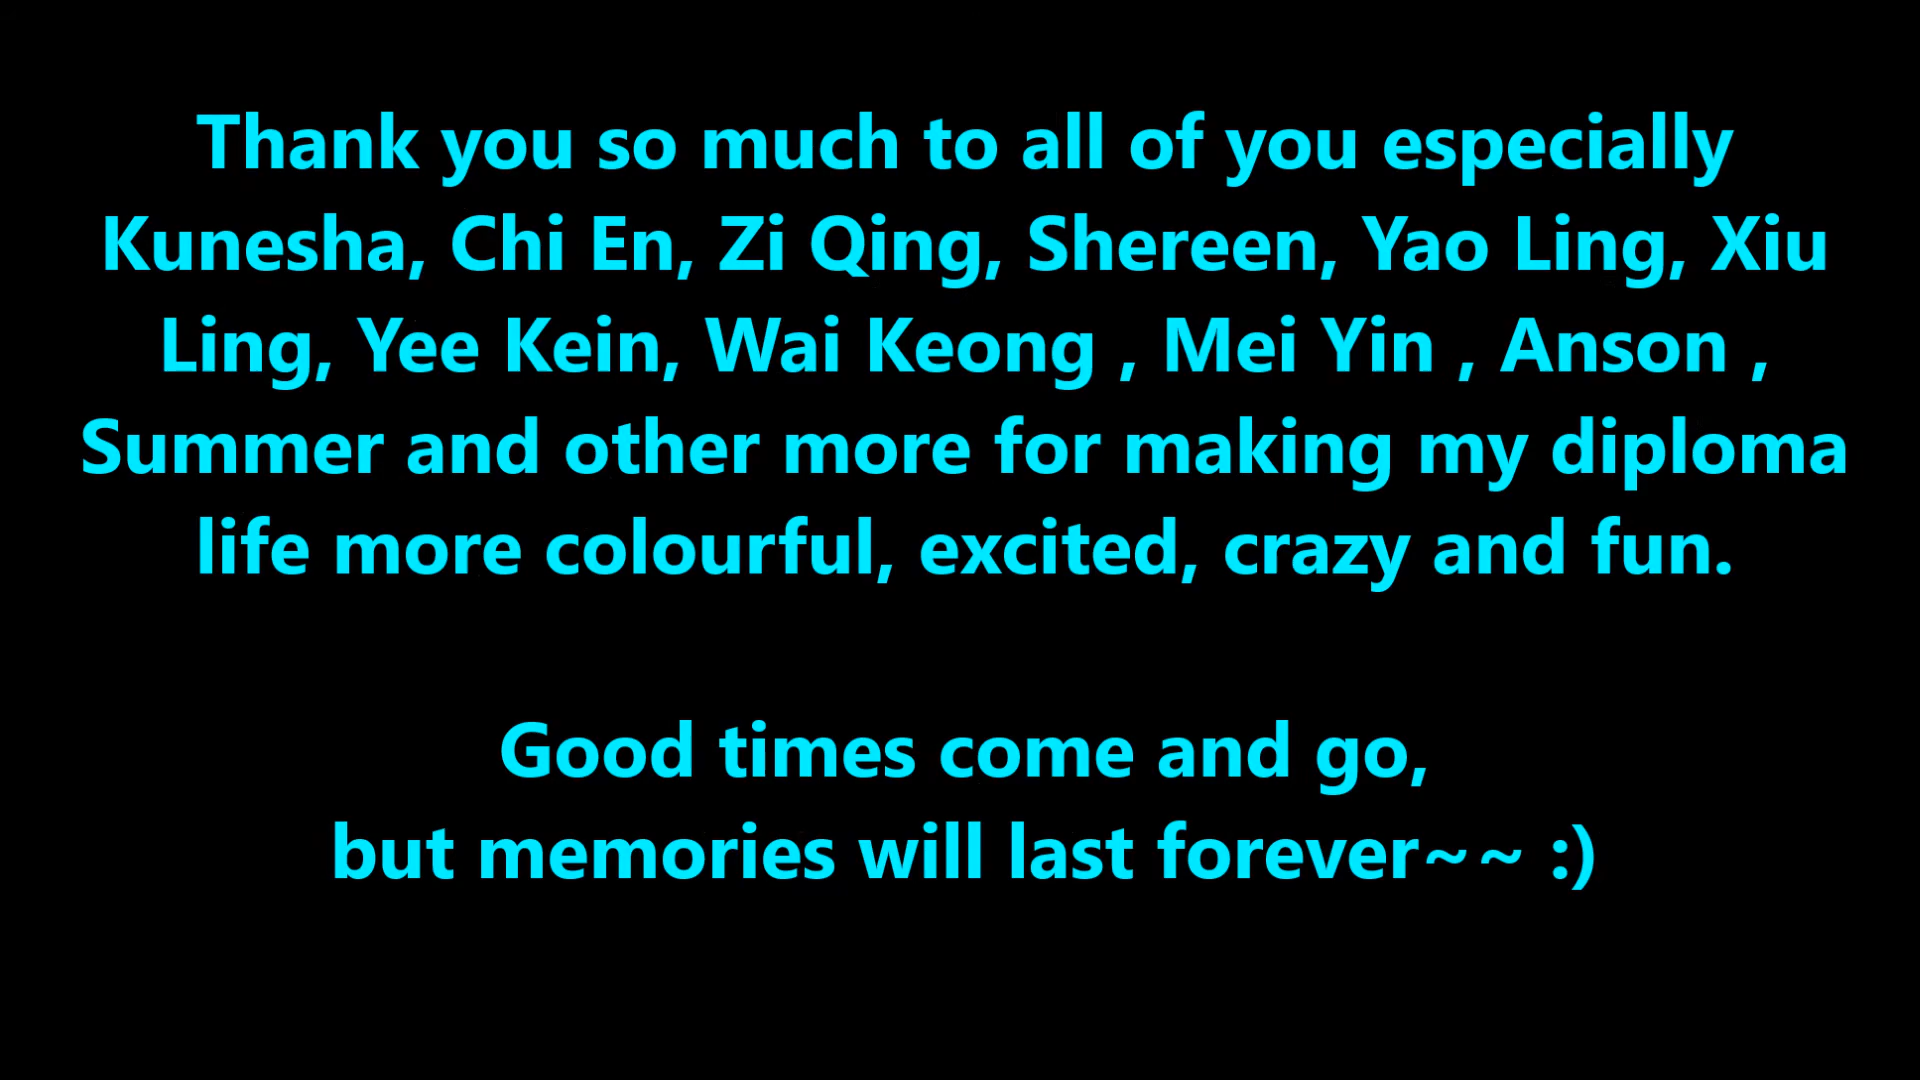 Thank you so much to all of you especially
Kunesha, Chi En, Zi Qing, Shereen, Yao Ling, Xiu
Ling, Yee Kein, Wai Keong , Mei Yin , Anson ,
Summer and other more for making my diploma
life more colourful, excited, crazy and fun.
Good times come and go,
but memories will last forever~~ :)